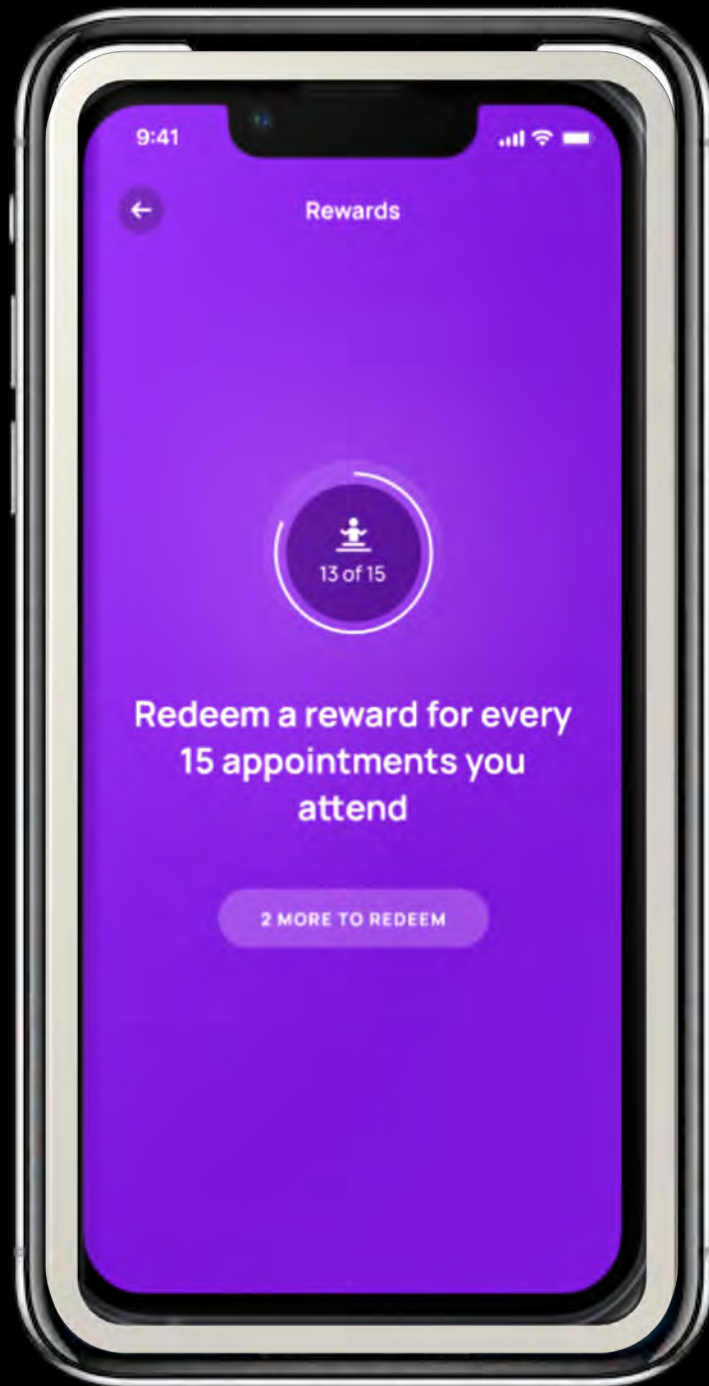 9:41
Rewards
13 of 15
Redeem a reward for every
15 appointments you
attend
2 MORE TO REDEEM